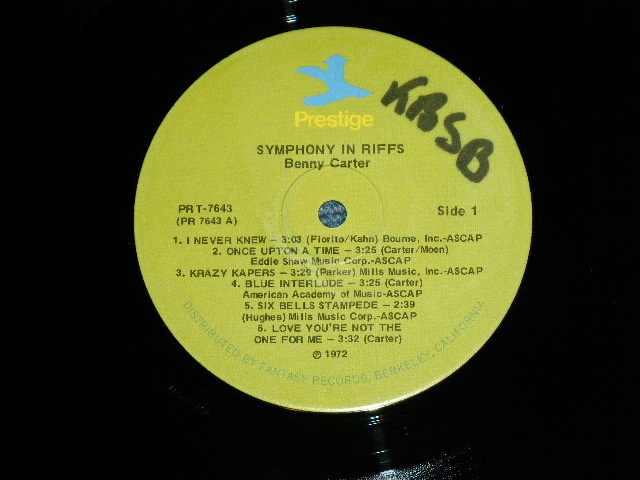 KBSB
Prestige
SYMPHONY IN RIFFS
Benny Carter
PRT-7643
(PR 7643 A)
Side 1
1. I NEVER KNEW – 3:03 (Fiorito/Kahn) Bourne, Inc.-ASCAP
2. ONCE UPTON A TIME – 3:25 (Carter/Moen)
Eddie Shaw Music Corp.-ASCAP
3. KRAZY KAPERS – 3:29 (Parker) Mills Music, Inc.-ASCAP
4. BLUE INTERLUDE – 3:25 (Carter)
American Academy of Music-ASCAP
5. SIX BELLS STAMPEDE – 2:39
(Hughes) Mills Music Corp.-ASCAP
6. LOVE YOU'RE NOT THE
ONE FOR ME – 3:32 (Carter)
℗ 1972
DISTRIBUTED BY FANTASY RECORDS, BERKELEY, CALIFORNIA